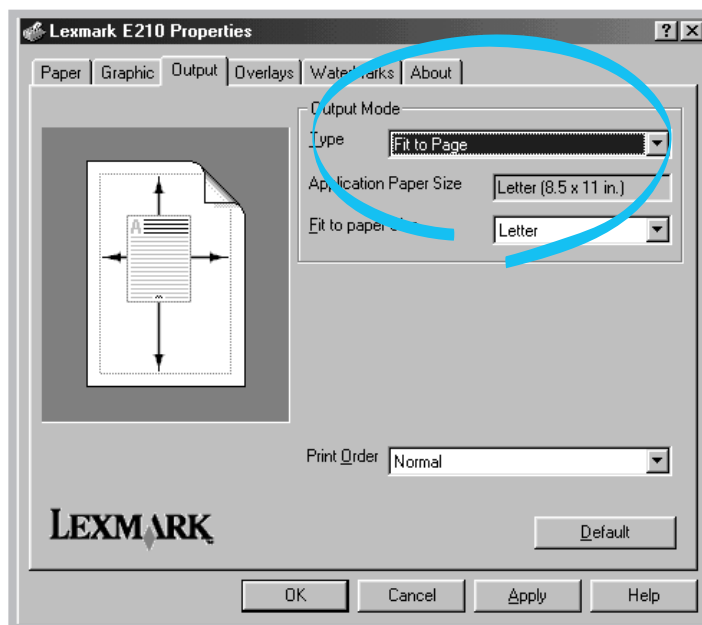 Lexmark E210 Properties
Paper Graphic Output Overlays Watermarks About
Output Mode
Type Fit to Page
Application Paper Size Letter (8.5 x 11 in.)
Fit to paper Letter
Print Order Normal
A
LEXMARK
Default
OK Cancel Apply Help